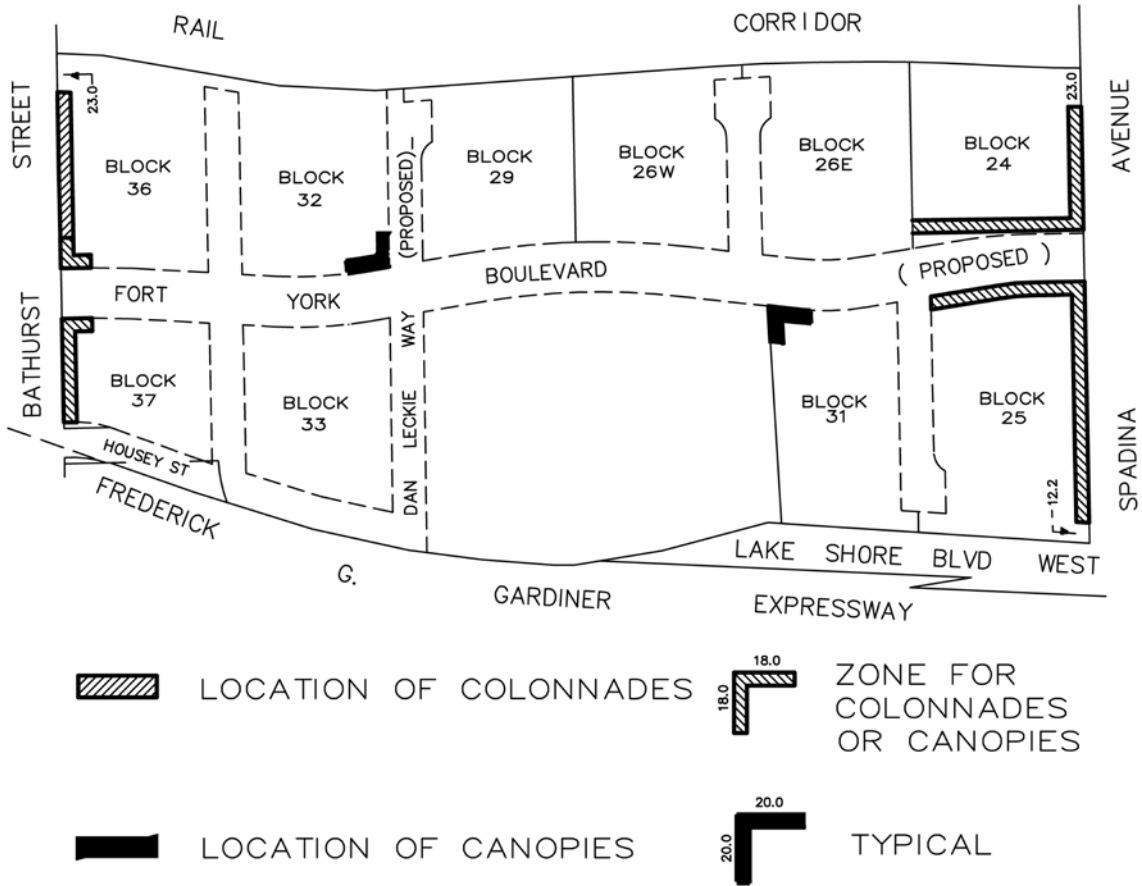 RAIL
CORRIDOR
STREET
AVENUE
23.0
23.0
BLOCK
36
BLOCK
32
(PROPOSED)
BLOCK
29
BLOCK
26W
BLOCK
26E
BLOCK
24
BOULEVARD
( PROPOSED )
FORT
YORK
BATHURST
BLOCK
37
BLOCK
33
DAN LECKIE WAY
BLOCK
31
BLOCK
25
SPADINA
HOUSEY ST
12.2
FREDERICK
G.
GARDINER
EXPRESSWAY
LAKE SHORE BLVD WEST
LOCATION OF COLONNADES
18.0
18.0
ZONE FOR
COLONNADES
OR CANOPIES
LOCATION OF CANOPIES
20.0
20.0
TYPICAL